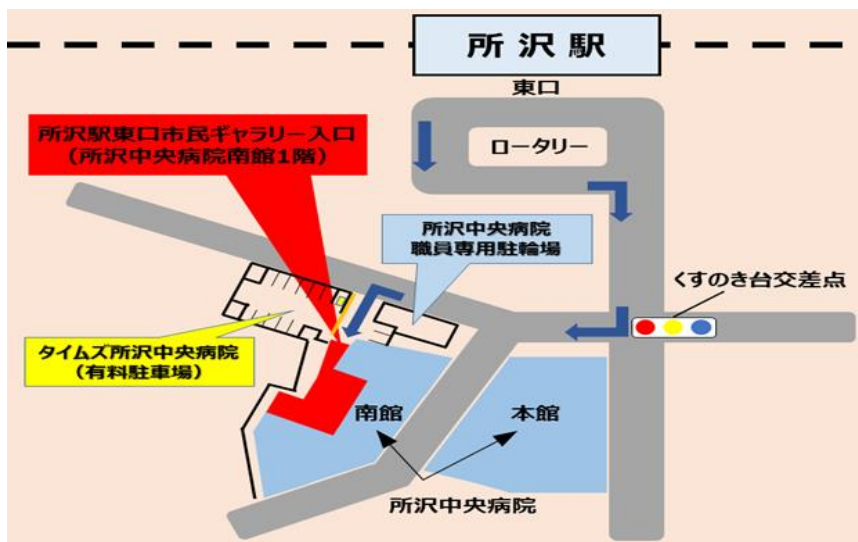 所沢駅
東口
ロータリー
所沢駅東口市民ギャラリー入口
(所沢中央病院南館1階)
所沢中央病院
職員専用駐輪場
くすのき台交差点
タイムズ所沢中央病院
(有料駐車場)
南館
本館
所沢中央病院